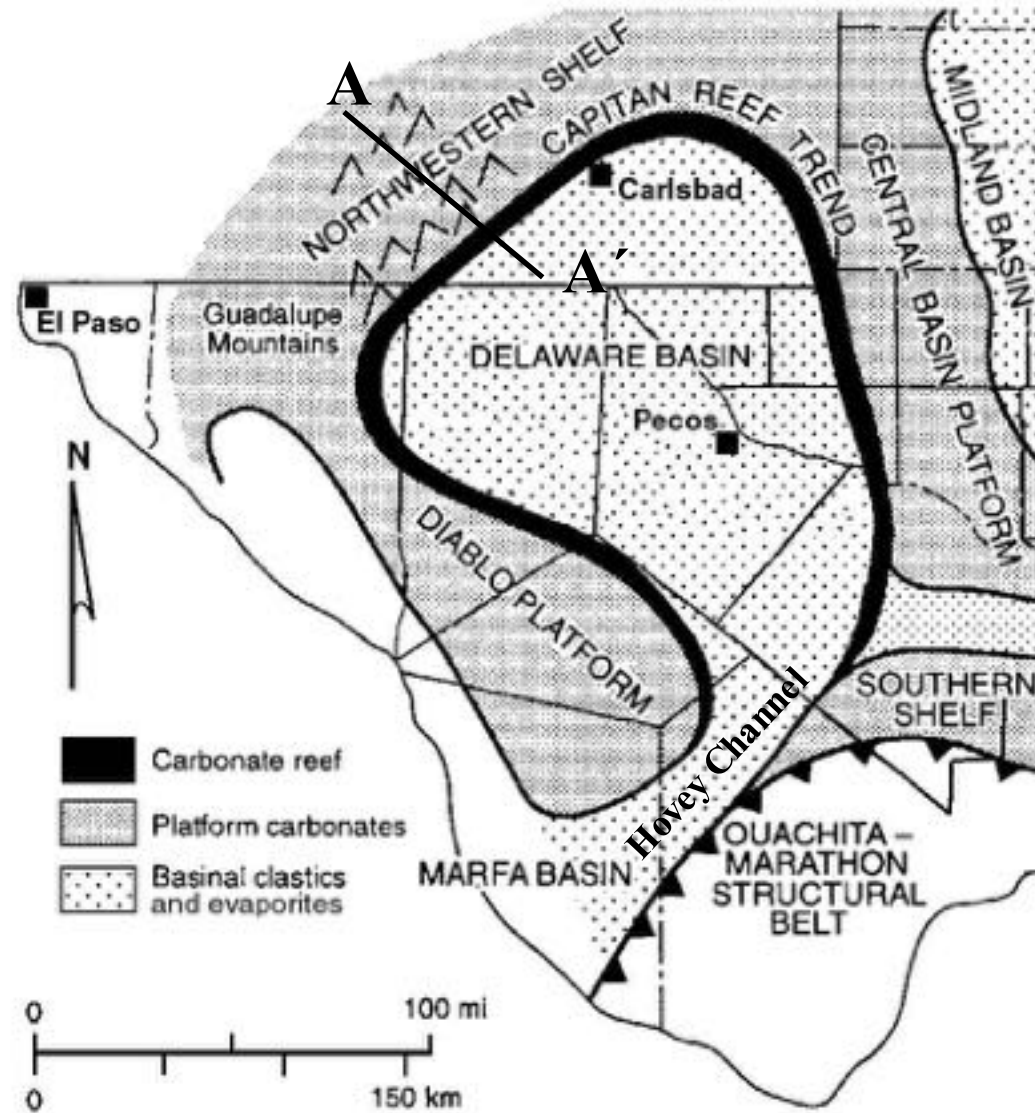 A
NORTHWESTERN SHELF
CAPITAN REEF TREND
MIDLAND BASIN
CENTRAL BASIN PLATFORM
Carlsbad
A´
El Paso
Guadalupe
Mountains
DELAWARE BASIN
Pecos
N
DIABLO PLATFORM
SOUTHERN
SHELF
Hovey Channel
Carbonate reef
Platform carbonates
Basinal clastics
and evaporites
MARFA BASIN
OUACHITA –
MARATHON
STRUCTURAL
BELT
0 100 mi
0 150 km